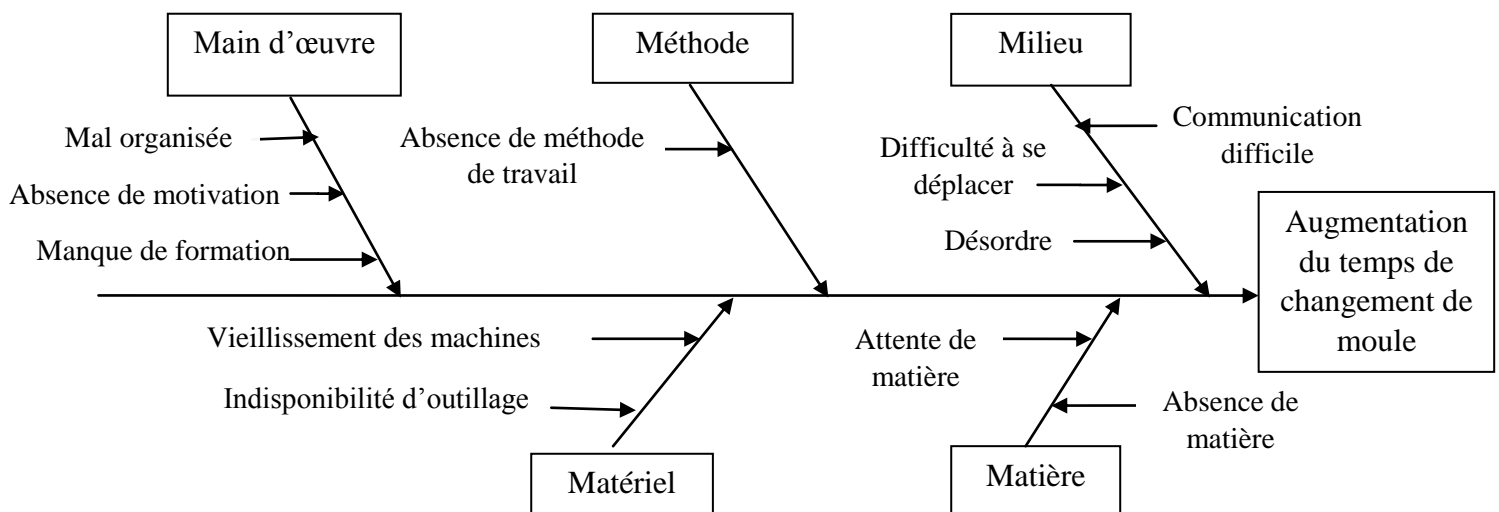 Main d’œuvre
Méthode
Milieu
Mal organisée
Absence de motivation
Manque de formation
Absence de méthode
de travail
Communication
difficile
Difficulté à se
déplacer
Désordre
Augmentation
du temps de
changement de
moule
Vieillissement des machines
Indisponibilité d’outillage
Attente de
matière
Absence de
matière
Matériel
Matière